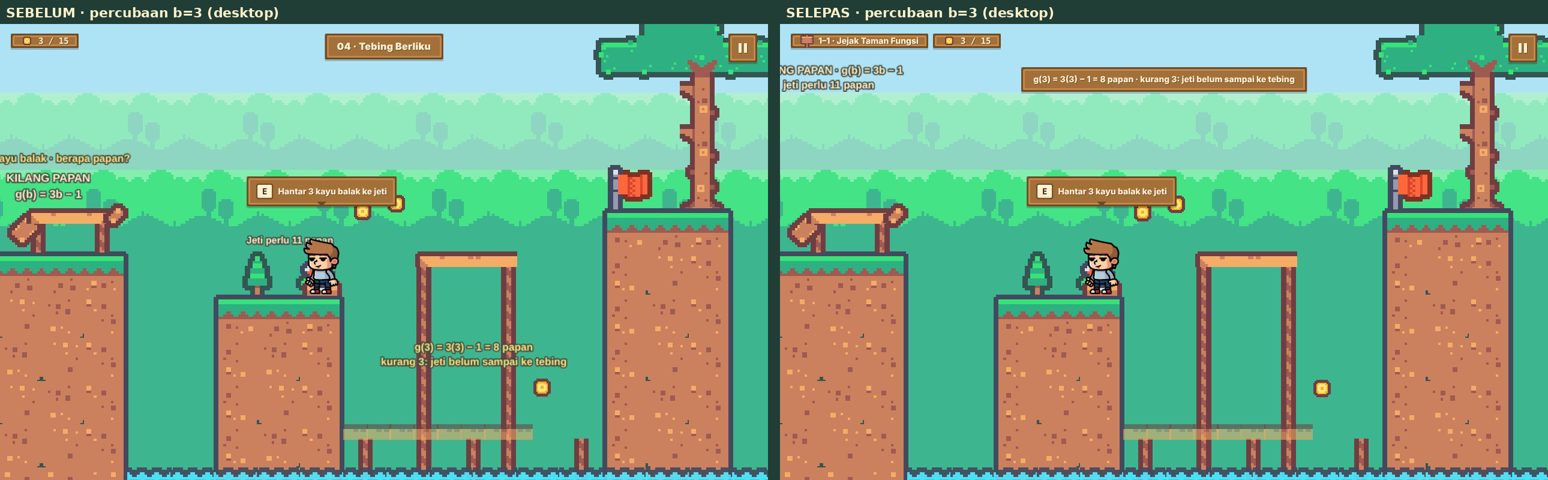 SEBELUM · percubaan b=3 (desktop)
3 / 15
04 · Tebing Berliku
ayu balak · berapa papan?
KILANG PAPAN
g(b) = 3b − 1
E Hantar 3 kayu balak ke jeti
Jeti perlu 11 papan
g(3) = 3(3) − 1 = 8 papan
kurang 3: jeti belum sampai ke tebing
SELEPAS · percubaan b=3 (desktop)
1–1 · Jejak Taman Fungsi
3 / 15
NG PAPAN · g(b) = 3b − 1
jeti perlu 11 papan
g(3) = 3(3) − 1 = 8 papan · kurang 3: jeti belum sampai ke tebing
E Hantar 3 kayu balak ke jeti